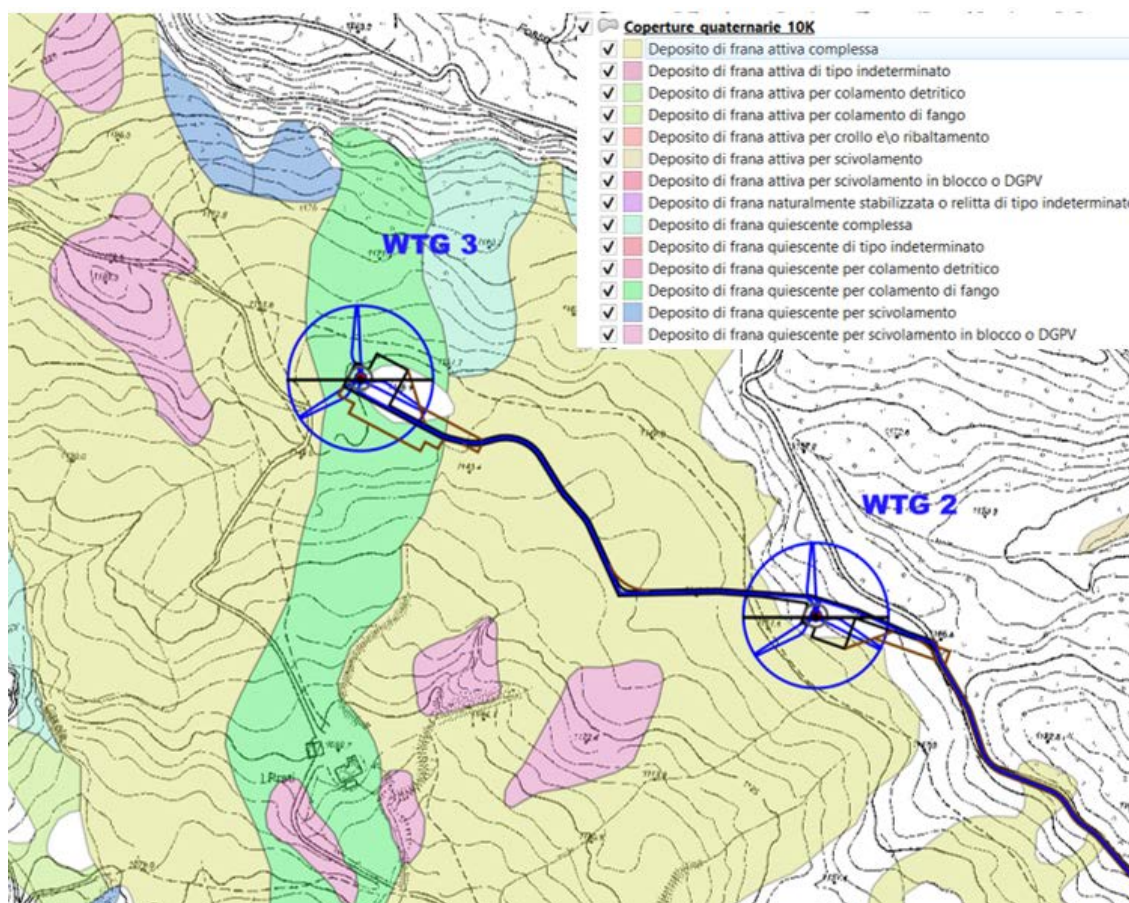 Coperture quaternarie 10K
Deposito di frana attiva complessa
Deposito di frana attiva di tipo indeterminato
Deposito di frana attiva per colamento detritico
Deposito di frana attiva per colamento di fango
Deposito di frana attiva per crollo e\o ribaltamento
Deposito di frana attiva per scivolamento
Deposito di frana attiva per scivolamento in blocco o DGPV
Deposito di frana naturalmente stabilizzata o relitta di tipo indeterminat
Deposito di frana quiescente complessa
Deposito di frana quiescente di tipo indeterminato
Deposito di frana quiescente per colamento detritico
Deposito di frana quiescente per colamento di fango
Deposito di frana quiescente per scivolamento
Deposito di frana quiescente per scivolamento in blocco o DGPV
WTG 3
WTG 2
I Prati